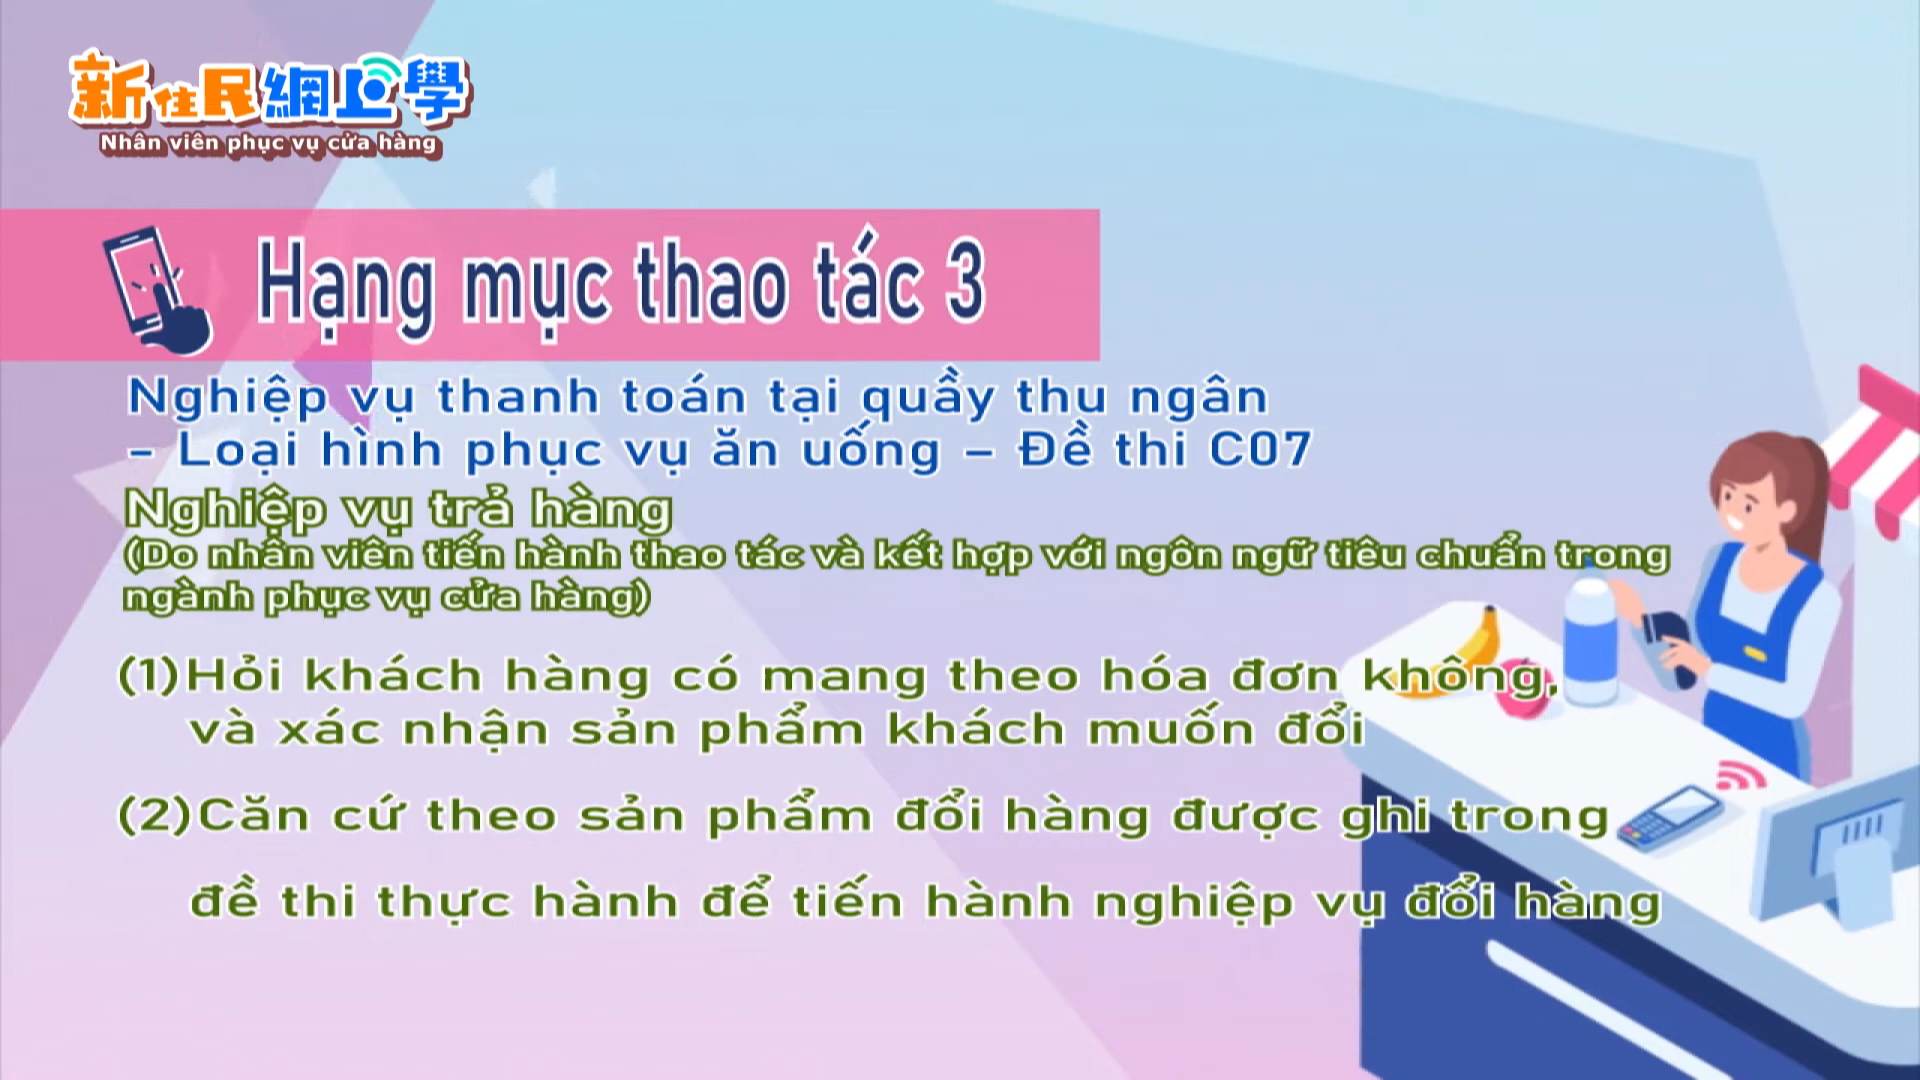 新住民網上學
Nhân viên phục vụ cửa hàng
Hạng mục thao tác 3
Nghiệp vụ thanh toán tại quầy thu ngân
– Loại hình phục vụ ăn uống – Đề thi C07
Nghiệp vụ trả hàng
(Do nhân viên tiến hành thao tác và kết hợp với ngôn ngữ tiêu chuẩn trong
ngành phục vụ cửa hàng)
(1)Hỏi khách hàng có mang theo hóa đơn không,
và xác nhận sản phẩm khách muốn đổi
(2)Căn cứ theo sản phẩm đổi hàng được ghi trong
đề thi thực hành để tiến hành nghiệp vụ đổi hàng